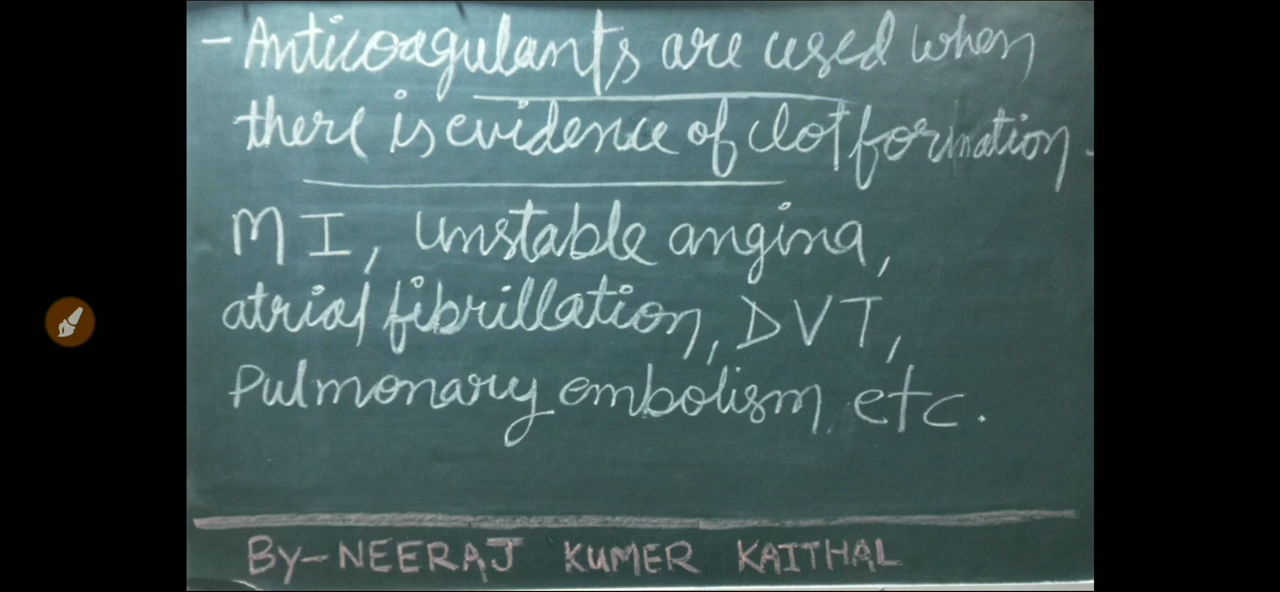 - Anticoagulants are used when
there is evidence of clot formation.
MI, unstable angina,
atrial fibrillation, DVT,
Pulmonary embolism etc.
By-NEERAJ KUMER KAITHAL